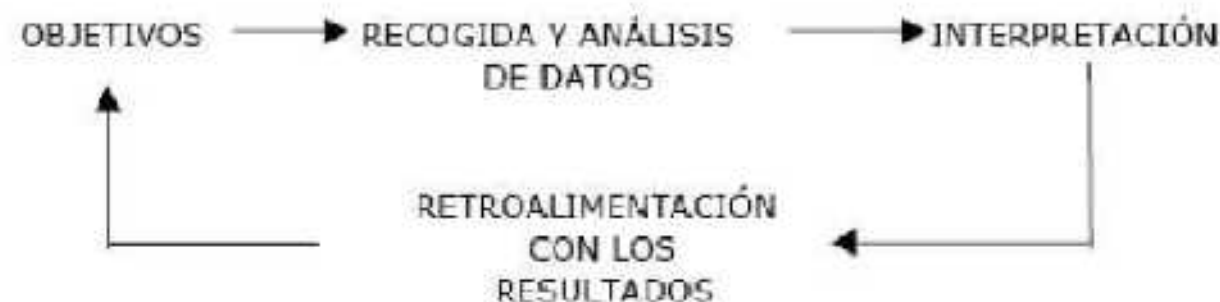 OBJETIVOS
RECOGIDA Y ANÁLISIS
DE DATOS
INTERPRETACIÓN
RETROALIMENTACIÓN
CON LOS
RESULTADOS